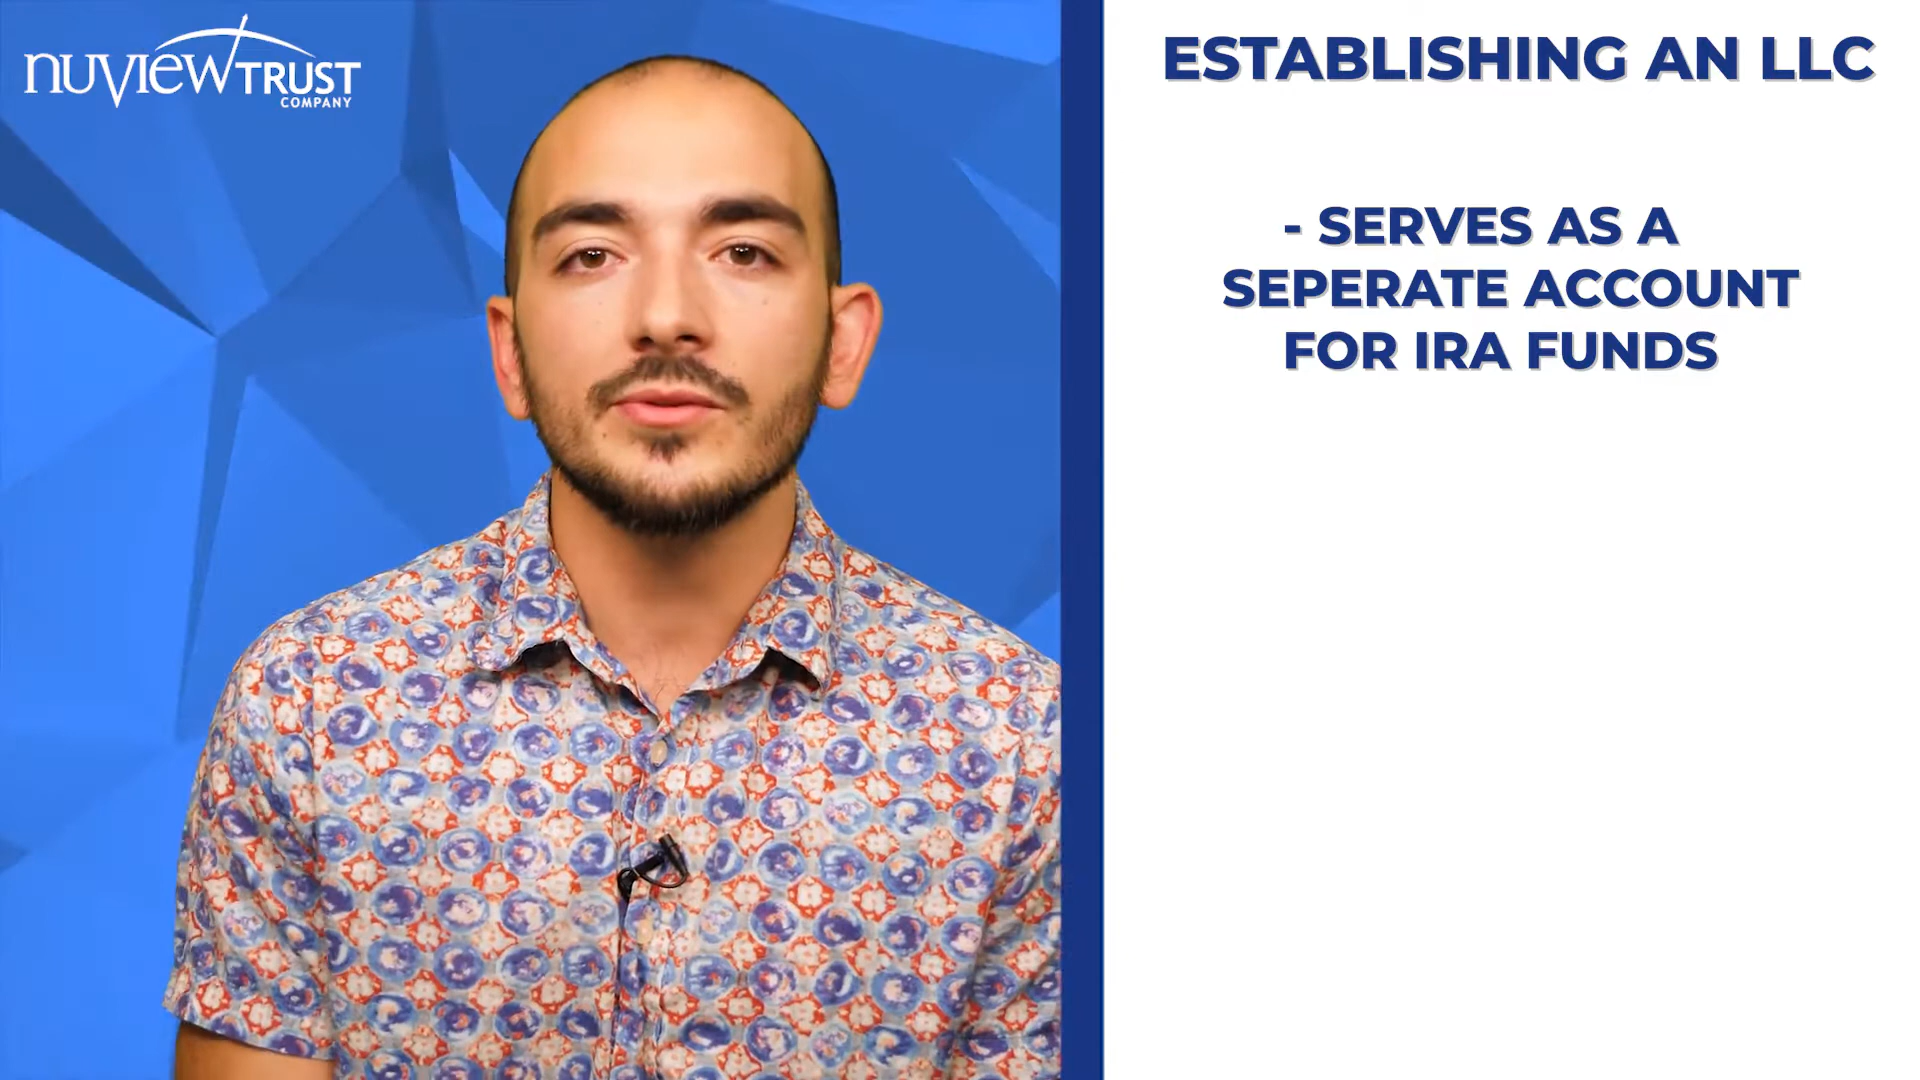 nuVIEW TRUST
COMPANY
ESTABLISHING AN LLC
- SERVES AS A
SEPERATE ACCOUNT
FOR IRA FUNDS